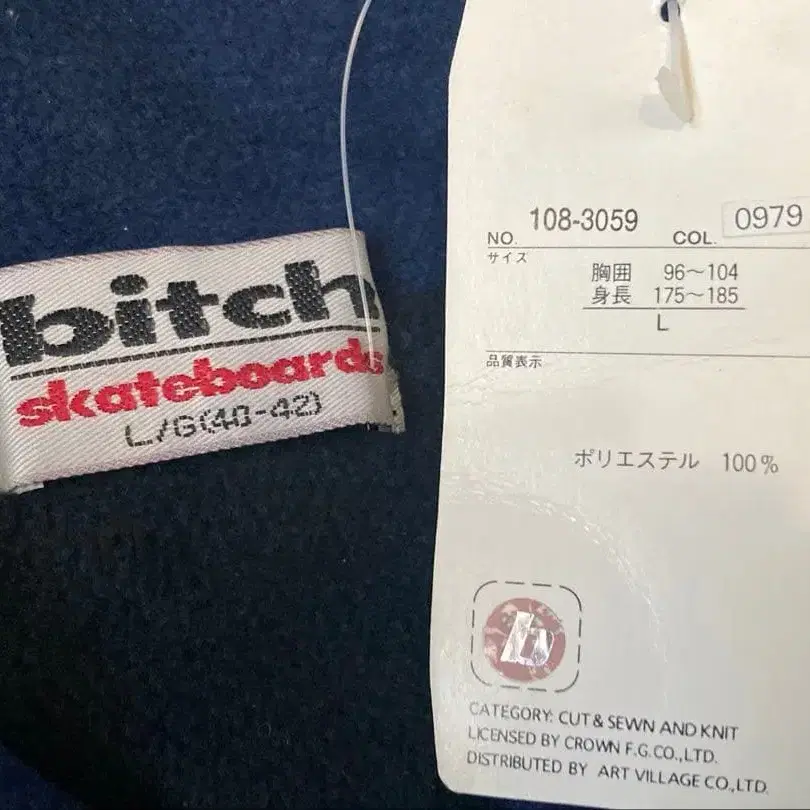 bitch
skateboards
L/G(40-42)
NO. 108-3059 COL. 0979
サイズ
胸囲 96～104
身長 175～185
L
品質表示
ポリエステル 100%
b
CATEGORY: CUT & SEWN AND KNIT
LICENSED BY CROWN F.G.CO.,LTD.
DISTRIBUTED BY ART VILLAGE CO.,LTD.